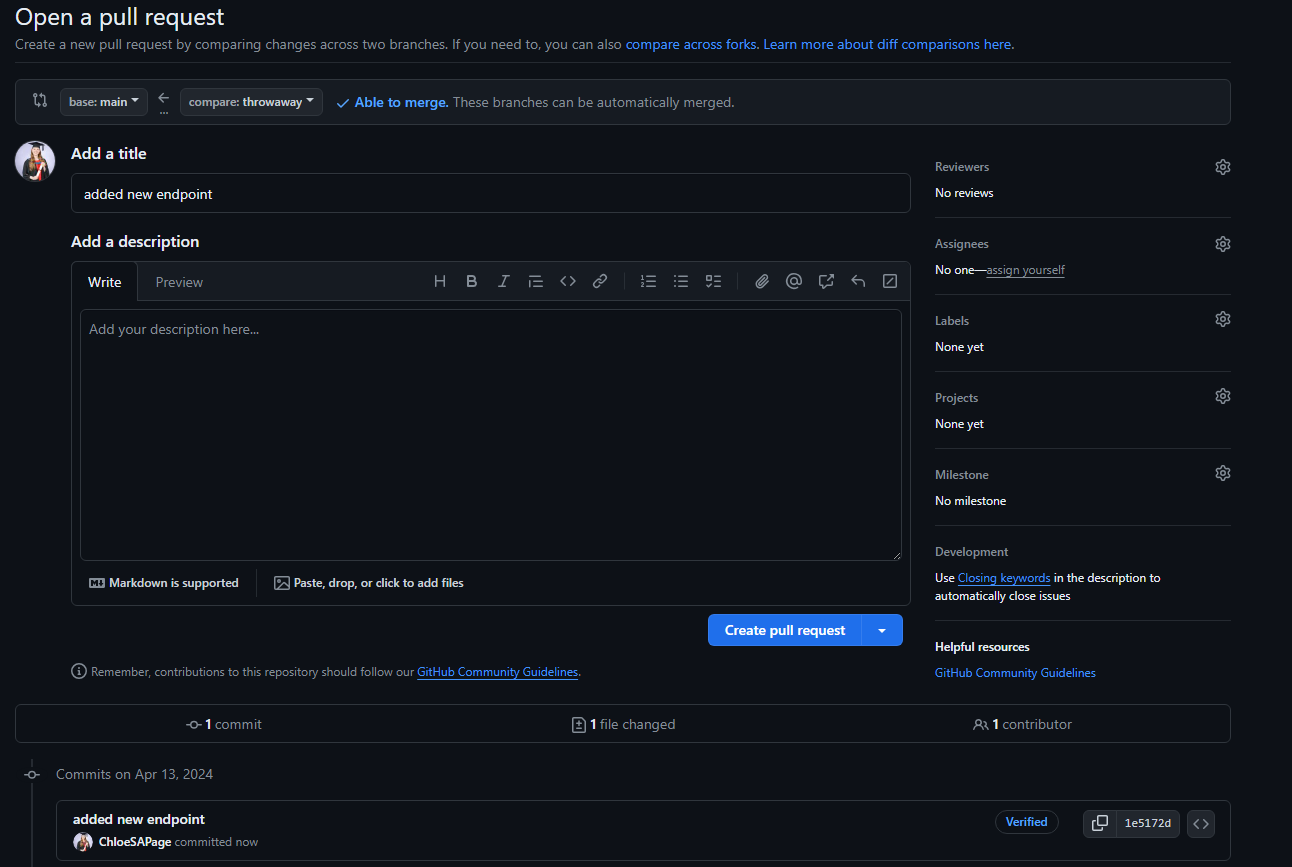 Open a pull request
Create a new pull request by comparing changes across two branches. If you need to, you can also compare across forks. Learn more about diff comparisons here.
base: main
compare: throwaway
Able to merge. These branches can be automatically merged.
Add a title
added new endpoint
Add a description
Write
Preview
Add your description here...
Markdown is supported
Paste, drop, or click to add files
Create pull request
Remember, contributions to this repository should follow our GitHub Community Guidelines.
Reviewers
No reviews
Assignees
No one—assign yourself
Labels
None yet
Projects
None yet
Milestone
No milestone
Development
Use Closing keywords in the description to
automatically close issues
Helpful resources
GitHub Community Guidelines
1 commit
1 file changed
1 contributor
Commits on Apr 13, 2024
added new endpoint
ChloeSAPage committed now
Verified
1e5172d